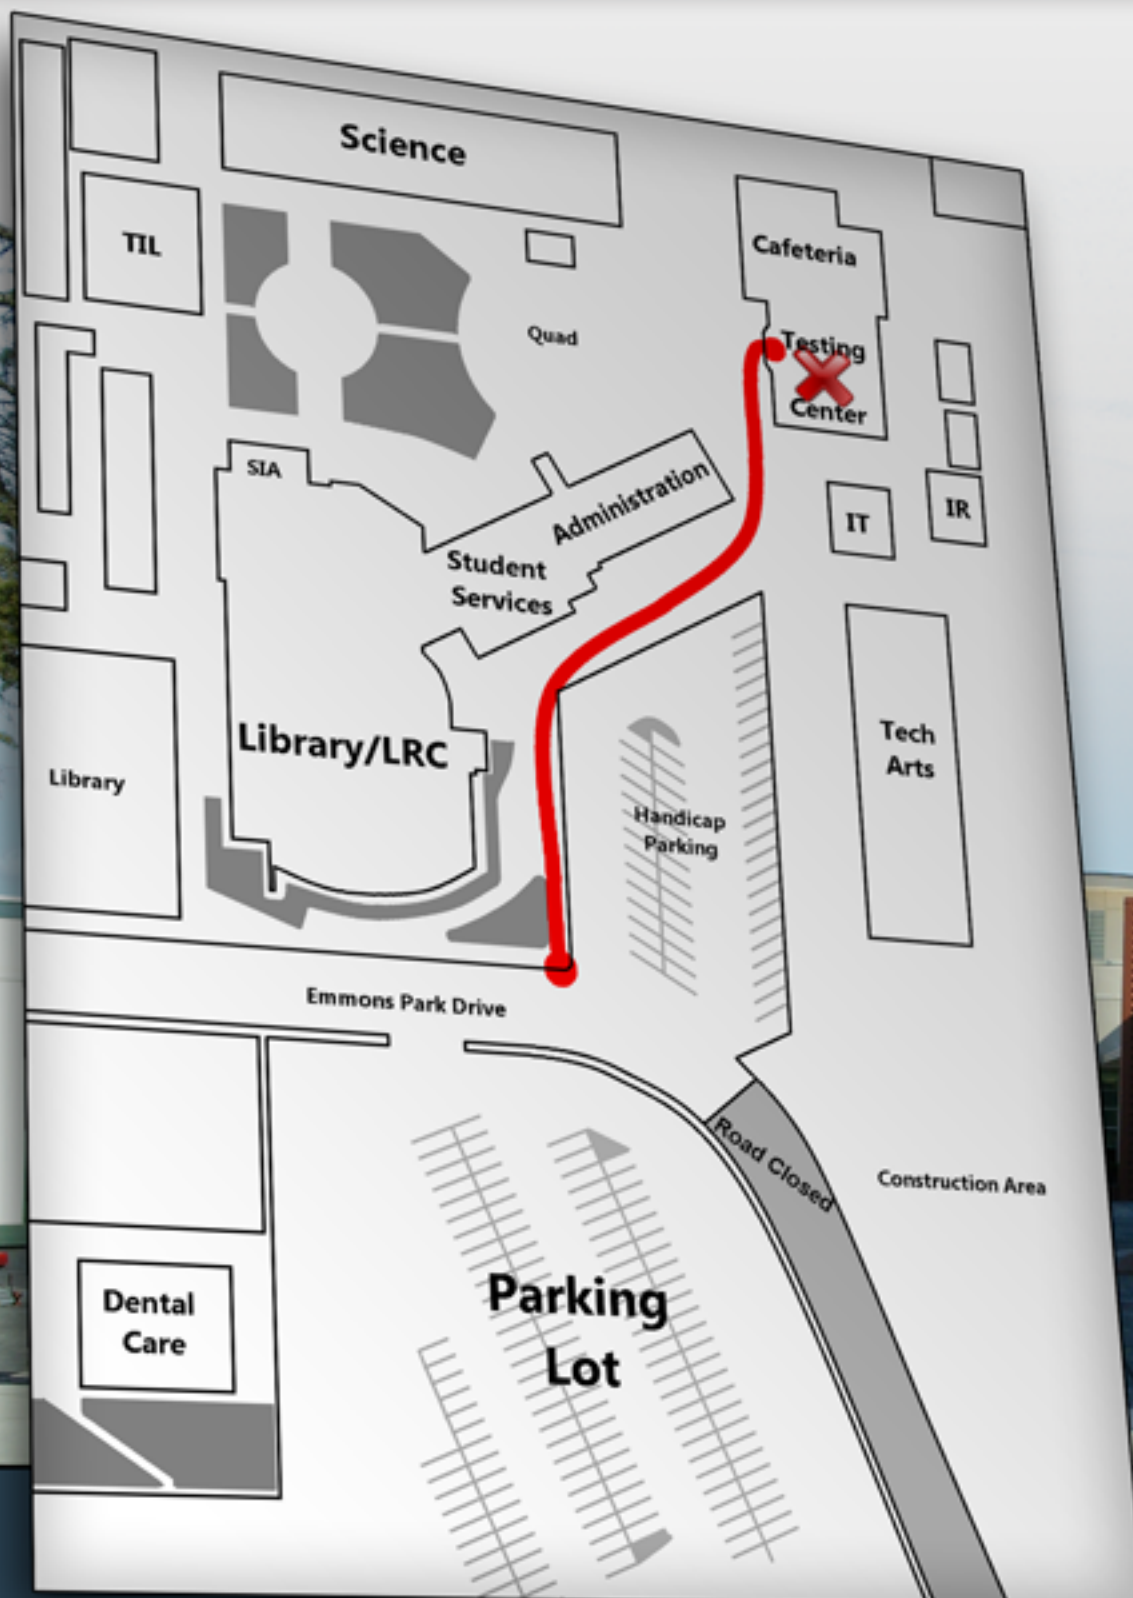 Science
TIL
Cafeteria
Quad
Testing
Center
SIA
Administration
IT
IR
Student
Services
Library/LRC
Tech
Arts
Library
Handicap
Parking
Emmons Park Drive
Road Closed
Construction Area
Dental
Care
Parking
Lot